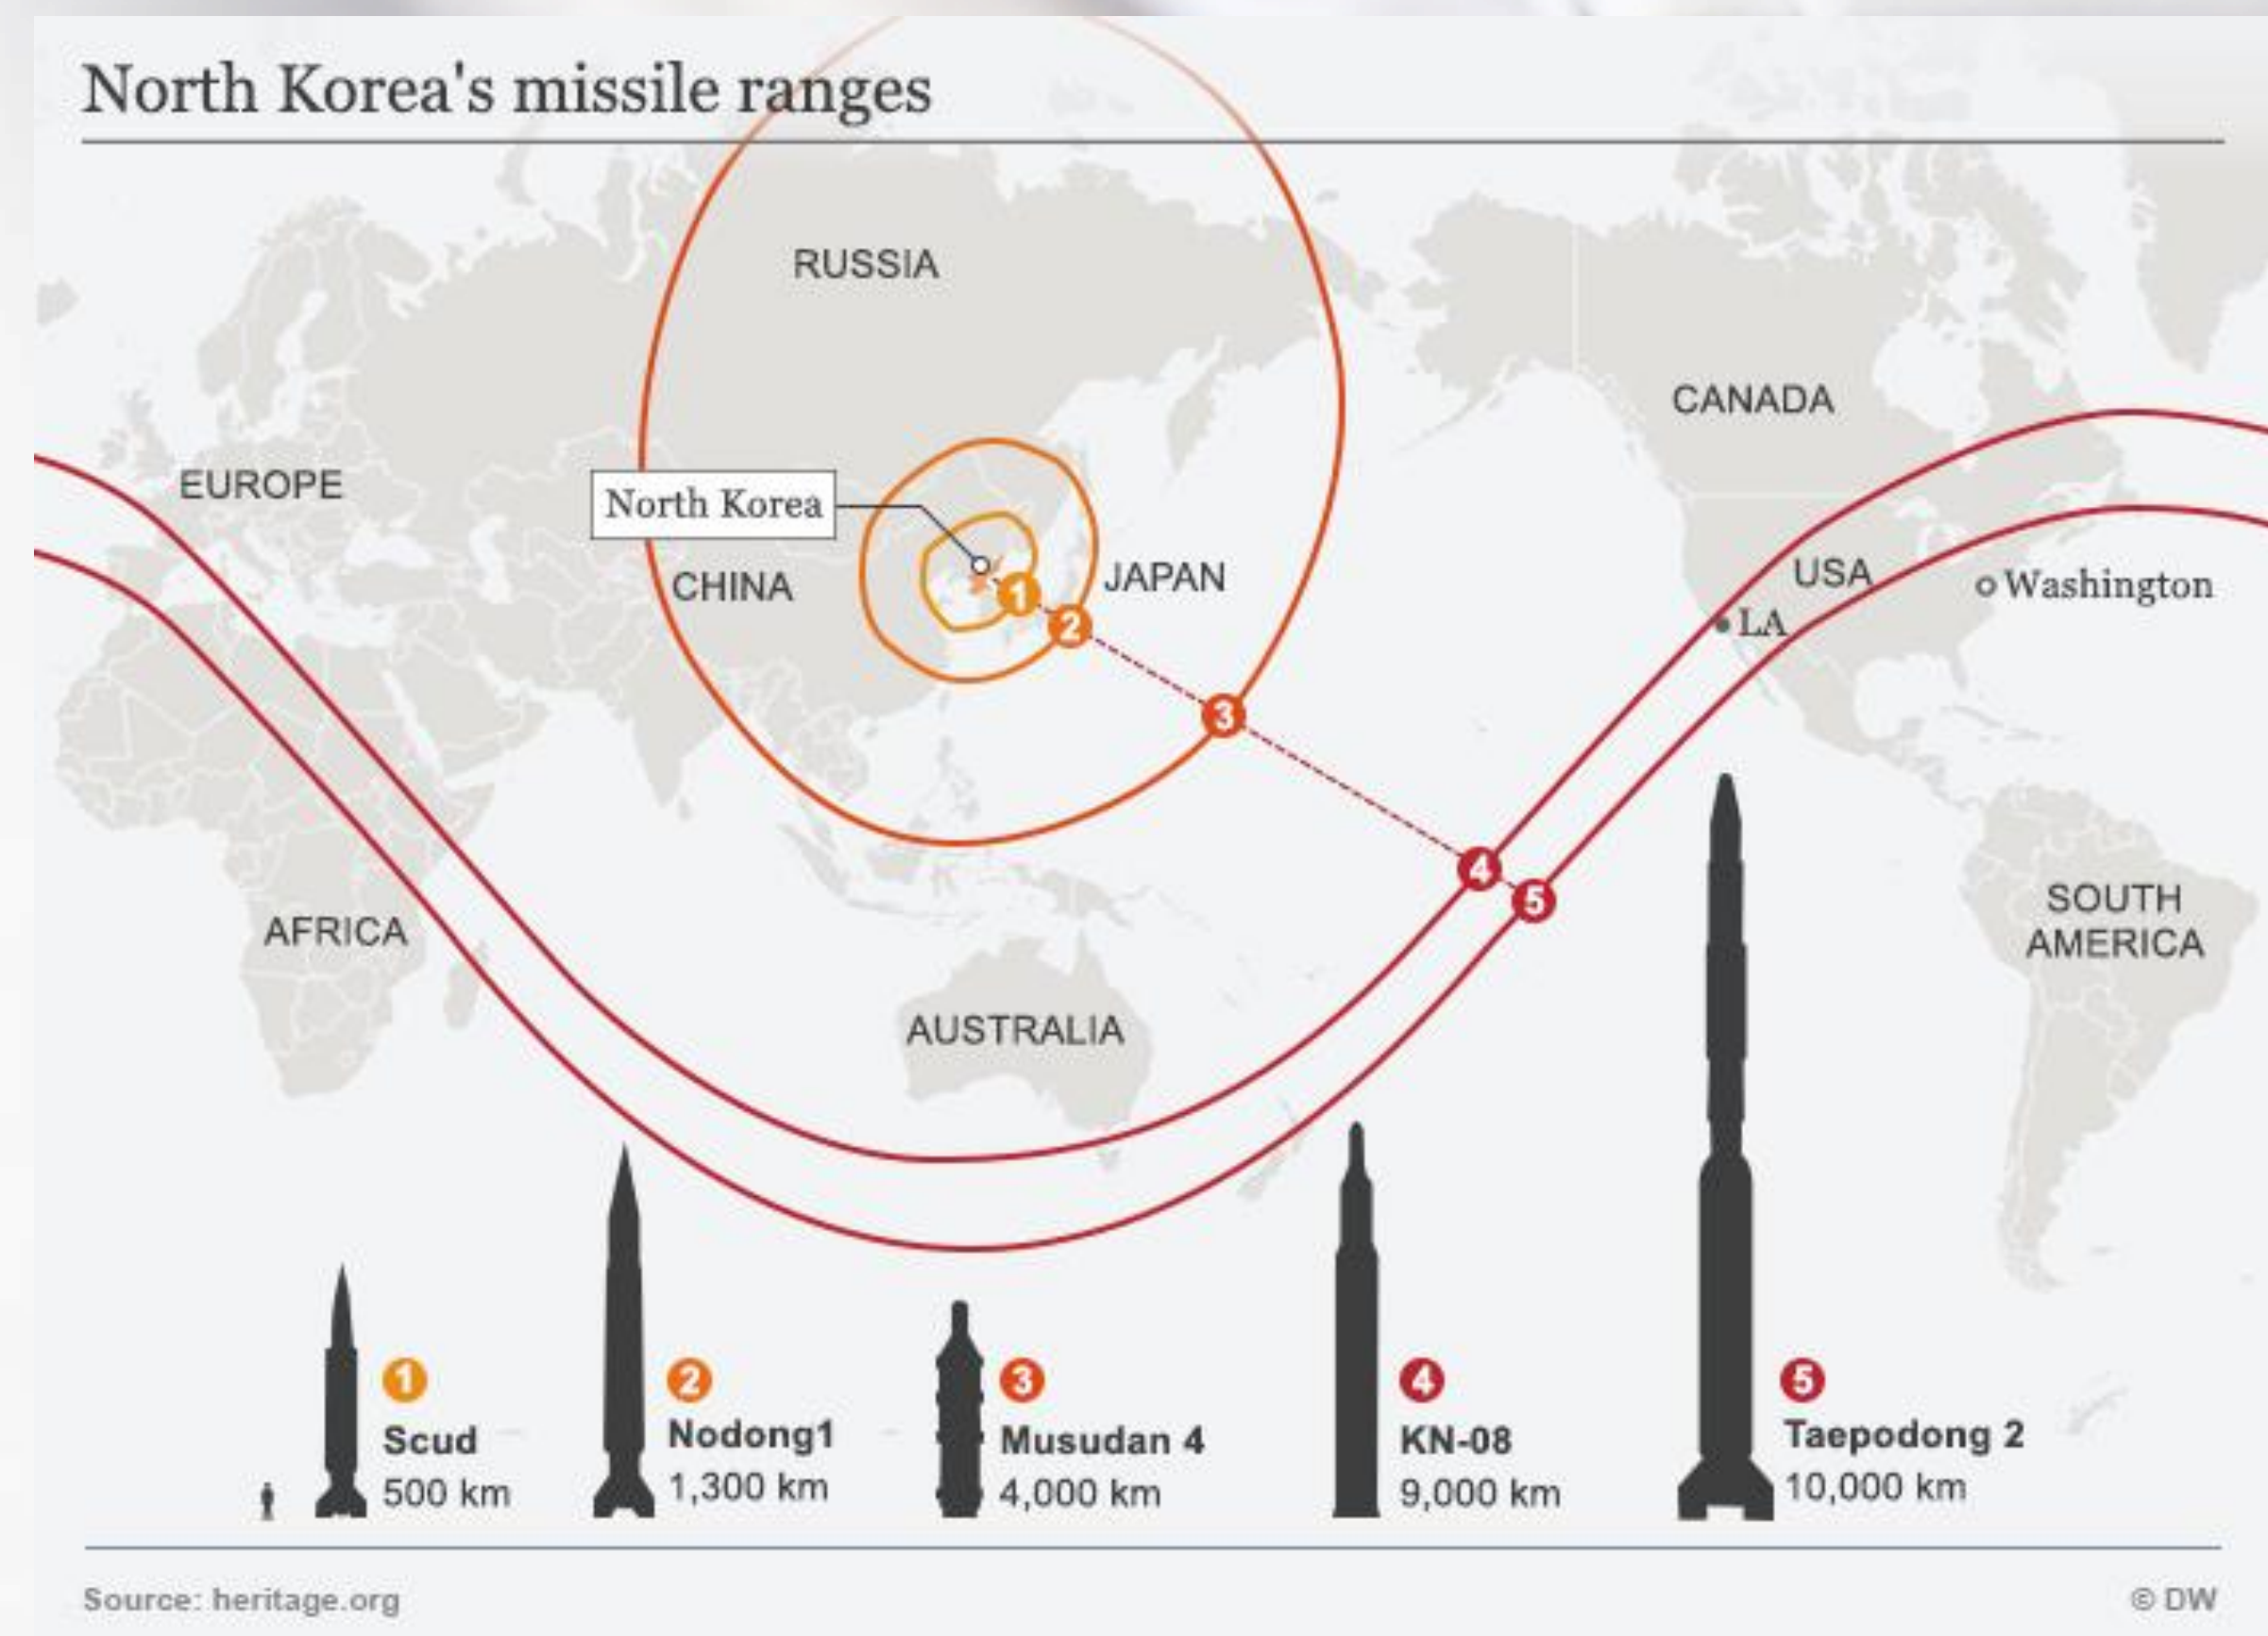 North Korea's missile ranges
RUSSIA
CANADA
EUROPE
North Korea
CHINA
JAPAN
USA
Washington
LA
1
2
3
4
5
AFRICA
SOUTH
AMERICA
AUSTRALIA
1
Scud
500 km
2
Nodong1
1,300 km
3
Musudan 4
4,000 km
4
KN-08
9,000 km
5
Taepodong 2
10,000 km
Source: heritage.org
© DW